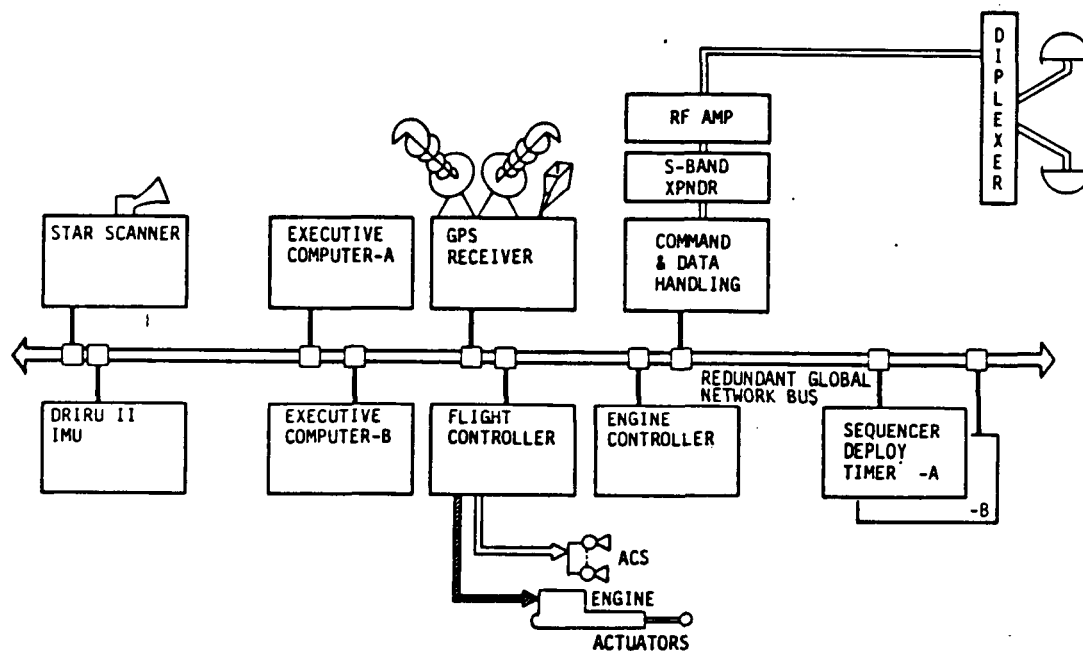 DIPLEXER
RF AMP
S-BAND
XPNDR
STAR SCANNER
EXECUTIVE
COMPUTER-A
GPS
RECEIVER
COMMAND
& DATA
HANDLING
REDUNDANT GLOBAL
NETWORK BUS
DRIRU II
IMU
EXECUTIVE
COMPUTER-B
FLIGHT
CONTROLLER
ENGINE
CONTROLLER
SEQUENCER
DEPLOY
TIMER -A
-B
ACS
ENGINE
ACTUATORS